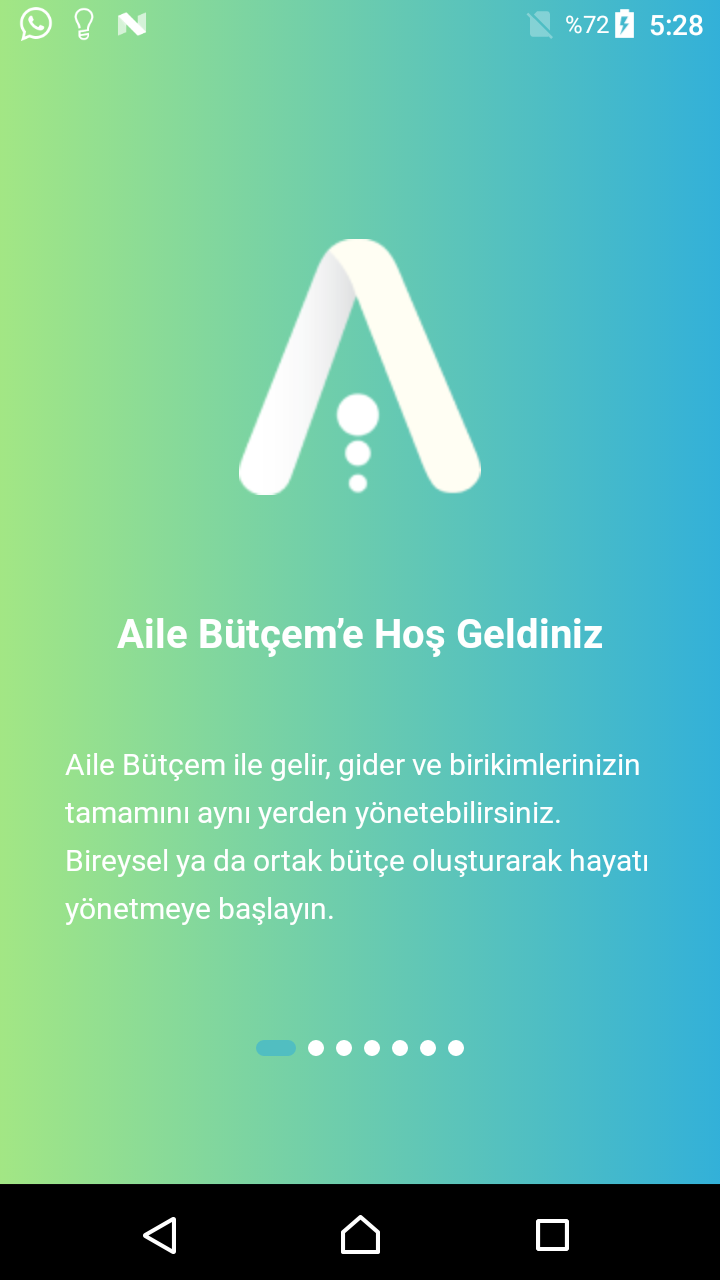 %72 5:28
Aile Bütçem’e Hoş Geldiniz
Aile Bütçem ile gelir, gider ve birikimlerinizin
tamamını aynı yerden yönetebilirsiniz.
Bireysel ya da ortak bütçe oluşturarak hayatı
yönetmeye başlayın.